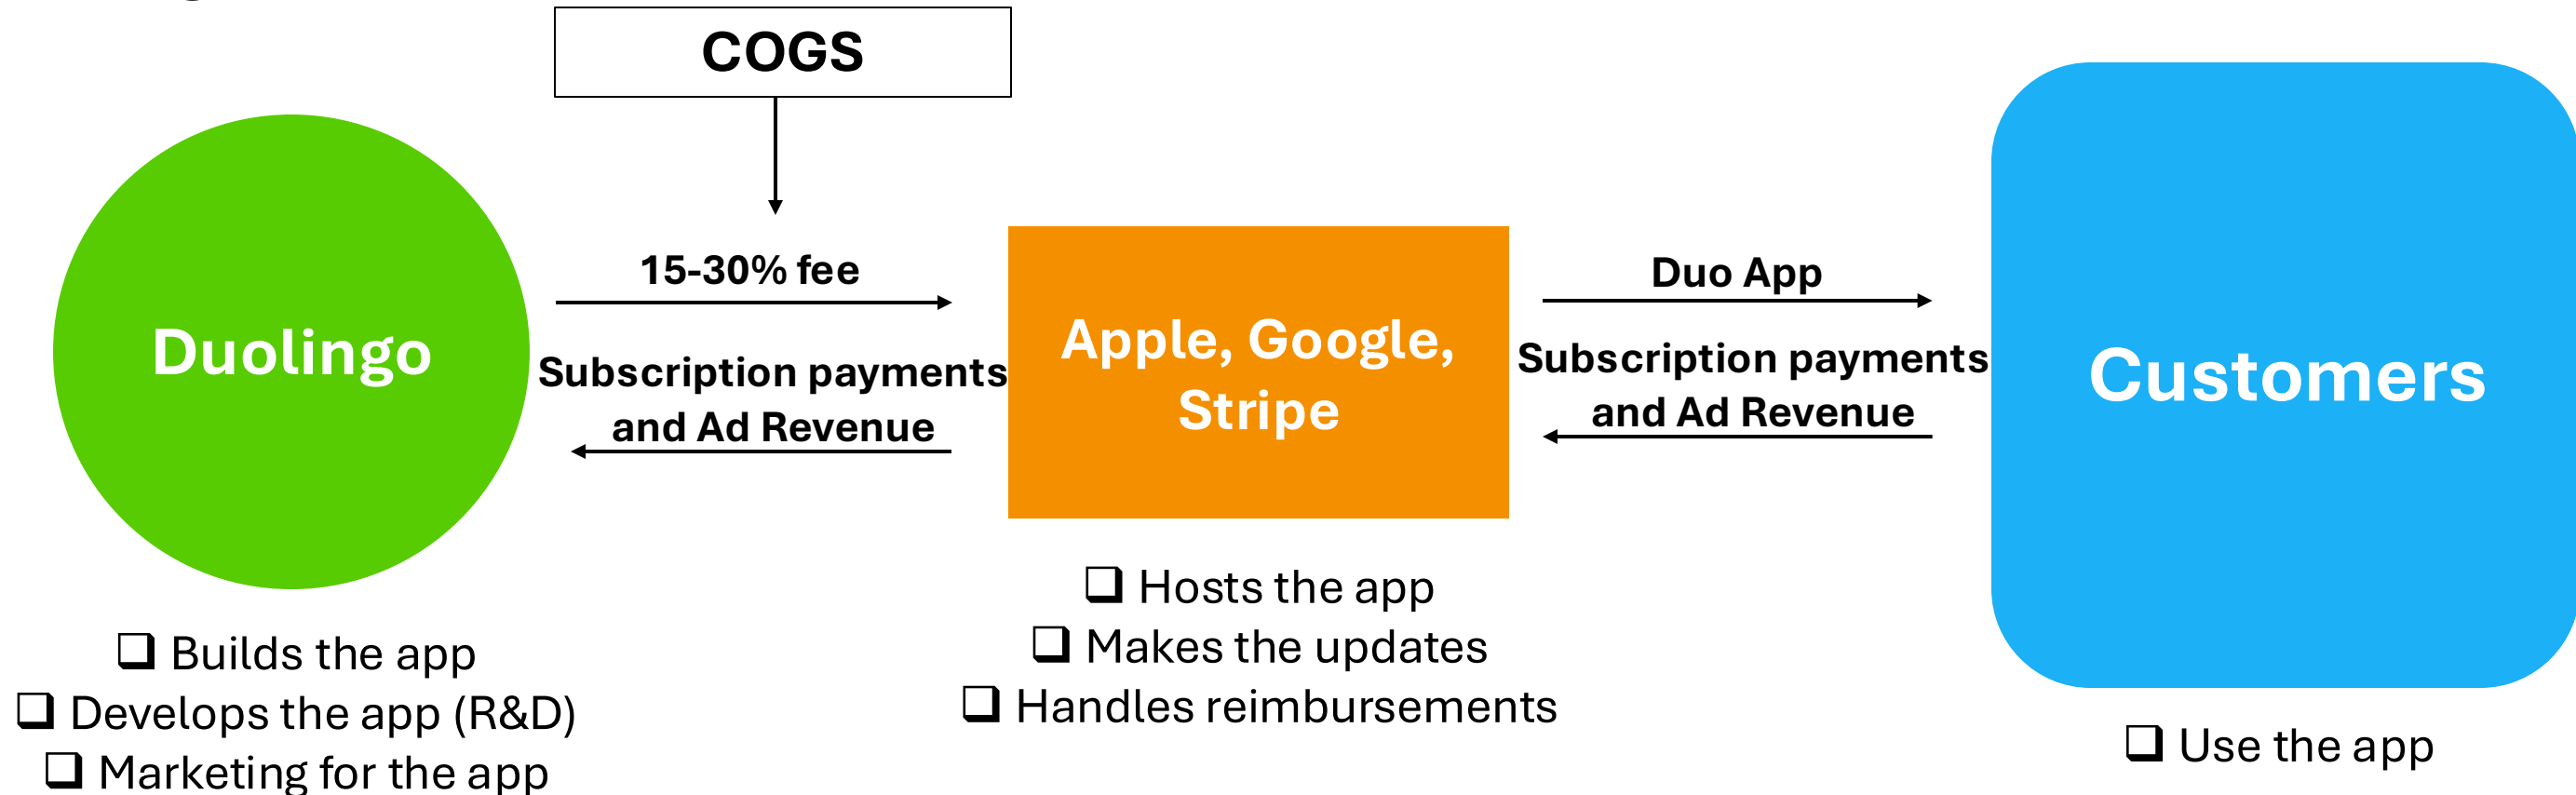 COGS
Duolingo
15-30% fee
Subscription payments
and Ad Revenue
Apple, Google,
Stripe
Duo App
Subscription payments
and Ad Revenue
Customers
❑ Builds the app
❑ Develops the app (R&D)
❑ Marketing for the app
❑ Hosts the app
❑ Makes the updates
❑ Handles reimbursements
❑ Use the app